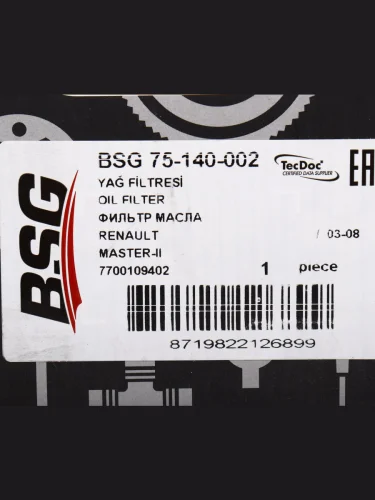 BSG
BSG 75-140-002
TecDoc
CERTIFIED DATA SUPPLIER
EAC
YAĞ FİLTRESİ
OIL FILTER
ФИЛЬТР МАСЛА
RENAULT
/ 03-08
MASTER-II
7700109402
1 piece
8719822126899